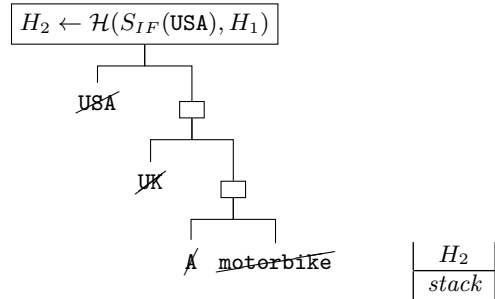 H₂ ← ℋ(S_IF(USA), H₁)
USA
UK
A motorbike
H₂
stack